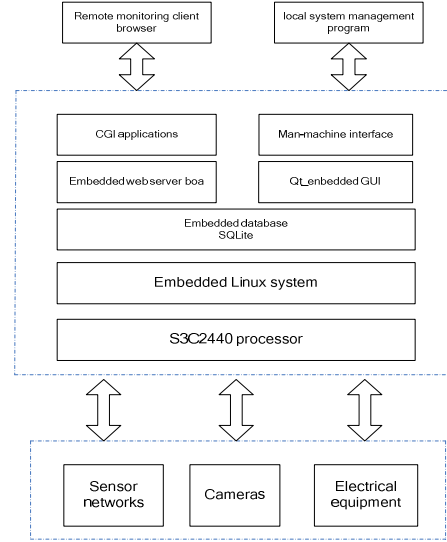 Remote monitoring client
browser
local system management
program
CGI applications
Man-machine interface
Embedded web server boa
Qt_enbedded GUI
Embedded database
SQLite
Embedded Linux system
S3C2440 processor
Sensor
networks
Cameras
Electrical
equipment